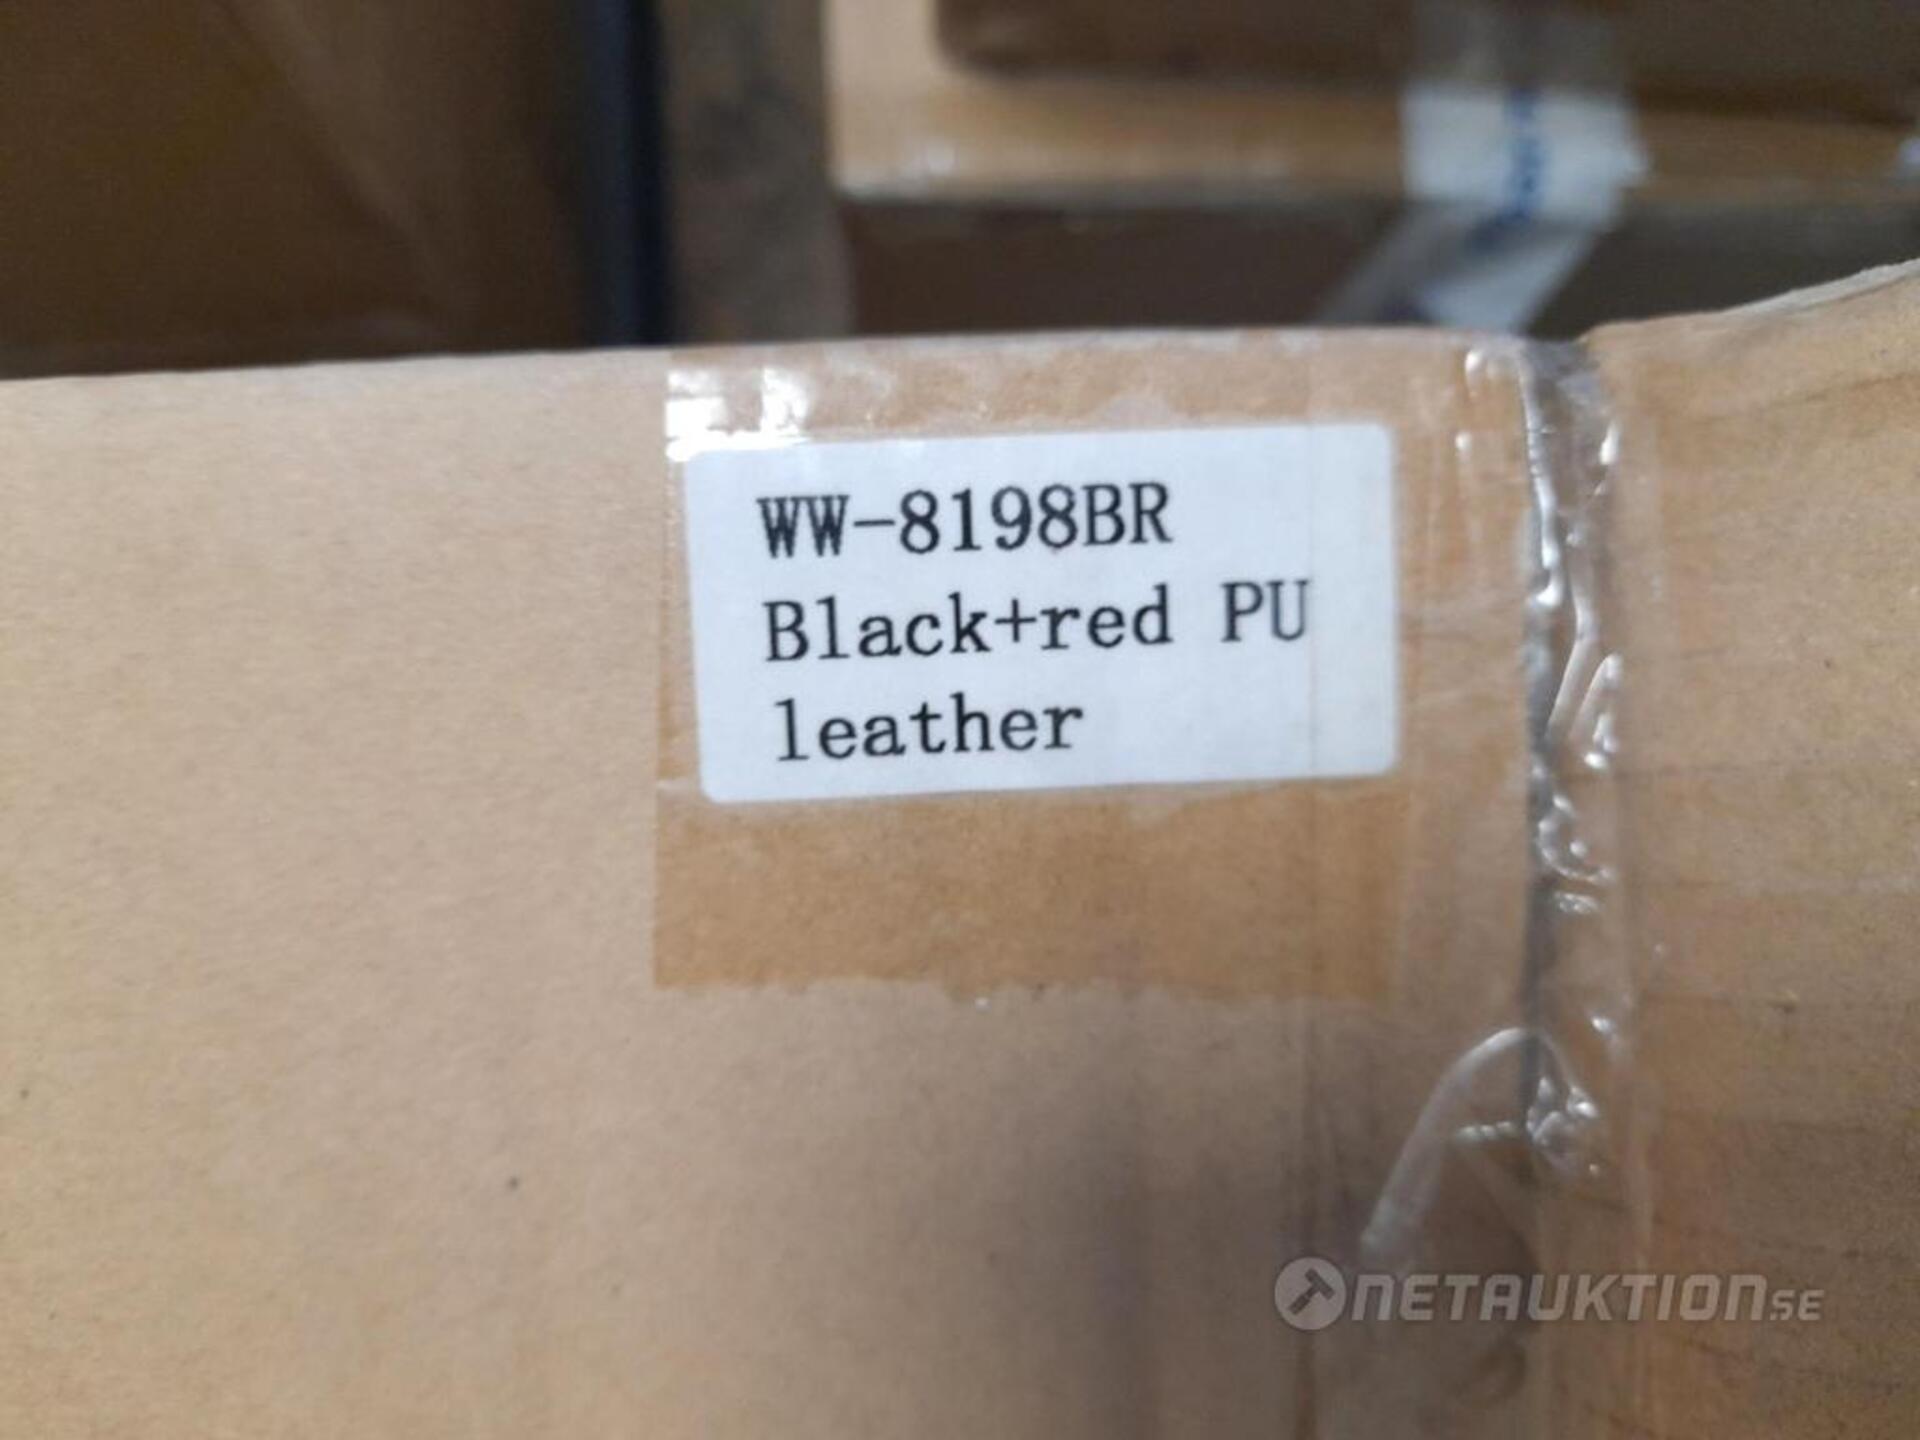 WW-8198BR
Black+red PU
leather
NETAUKTION.SE